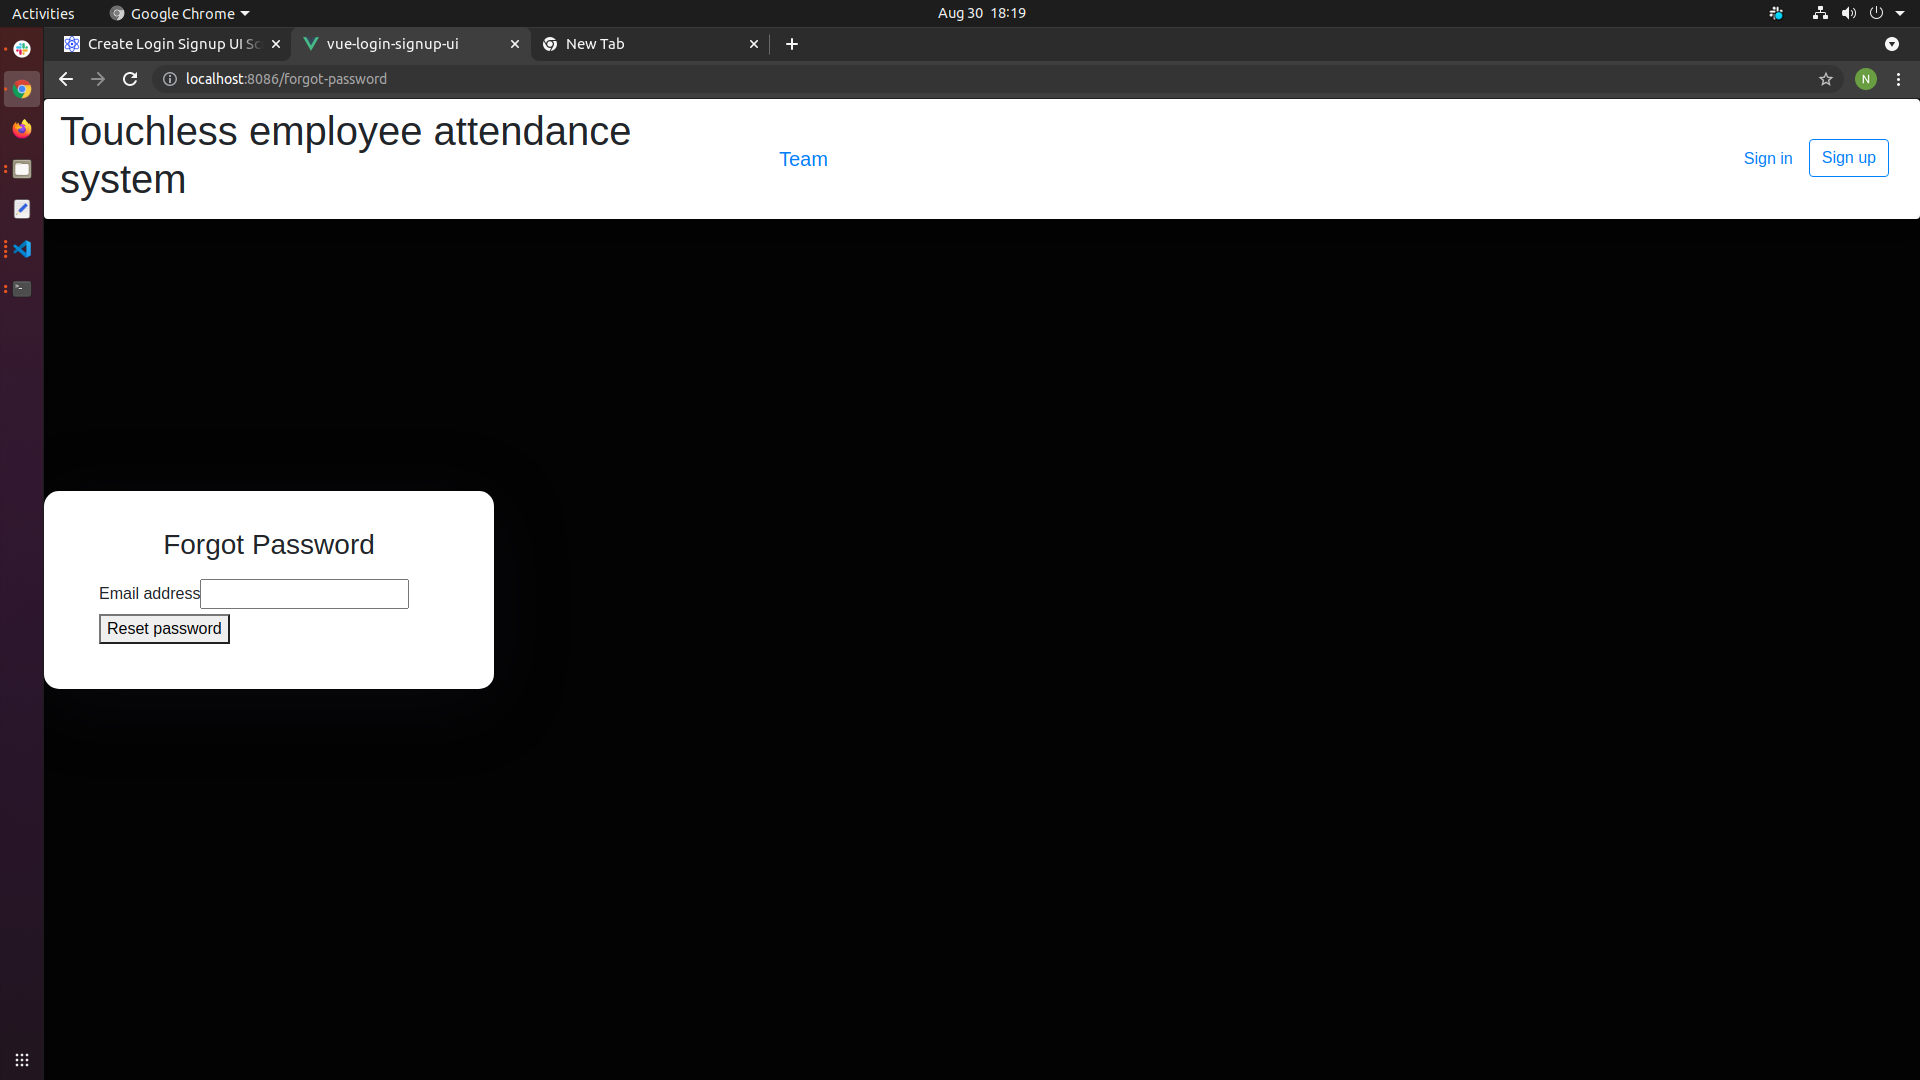 Activities
Google Chrome
Aug 30 18:19
Create Login Signup UI Sc
vue-login-signup-ui
New Tab
localhost:8086/forgot-password
N
Touchless employee attendance
system
Team
Sign in
Sign up
Forgot Password
Email address
Reset password